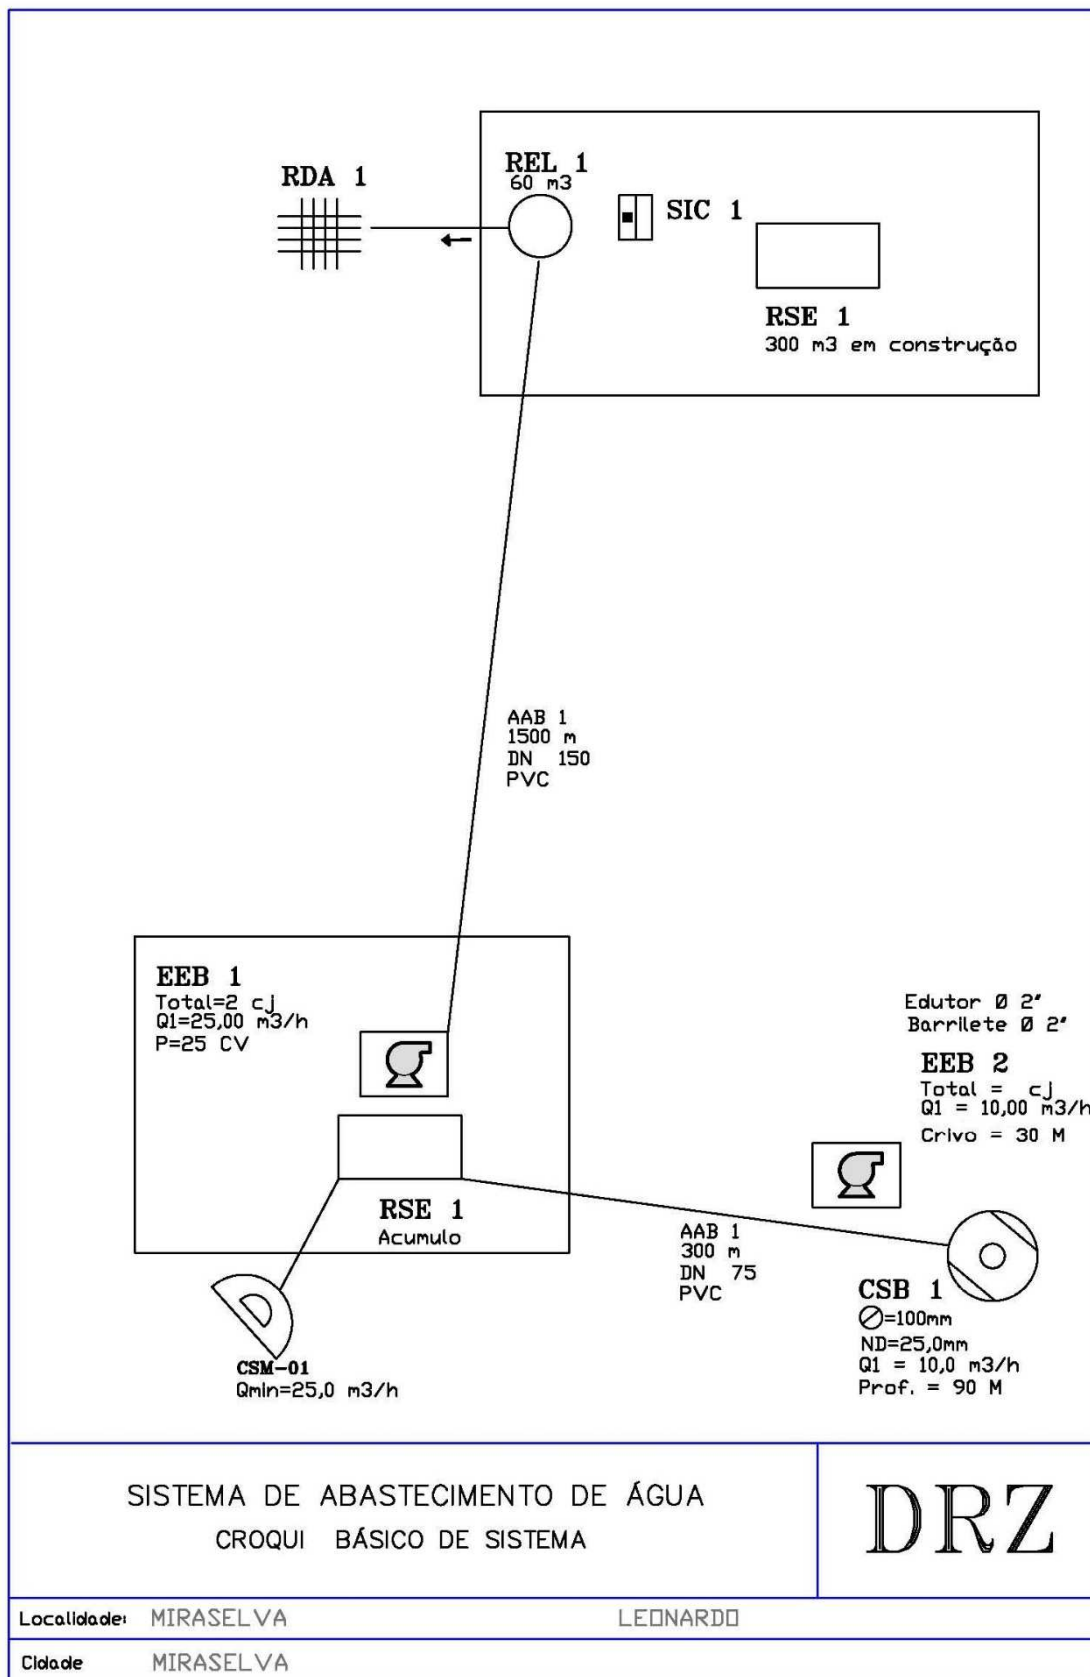 RDA 1
REL 1
60 m3
SIC 1
RSE 1
300 m3 em construção
AAB 1
1500 m
DN 150
PVC
EEB 1
Total=2 cj
Q1=25,00 m3/h
P=25 CV
RSE 1
Acumulo
CSM-01
Qmin=25,0 m3/h
AAB 1
300 m
DN 75
PVC
Edutor Ø 2"
Barrilete Ø 2"
EEB 2
Total = cj
Q1 = 10,00 m3/h
Crivo = 30 M
CSB 1
∅=100mm
ND=25,0mm
Q1 = 10,0 m3/h
Prof. = 90 M
SISTEMA DE ABASTECIMENTO DE ÁGUA
CROQUI BÁSICO DE SISTEMA
DRZ
Localidade: MIRASELVA LEONARDO
Cidade MIRASELVA